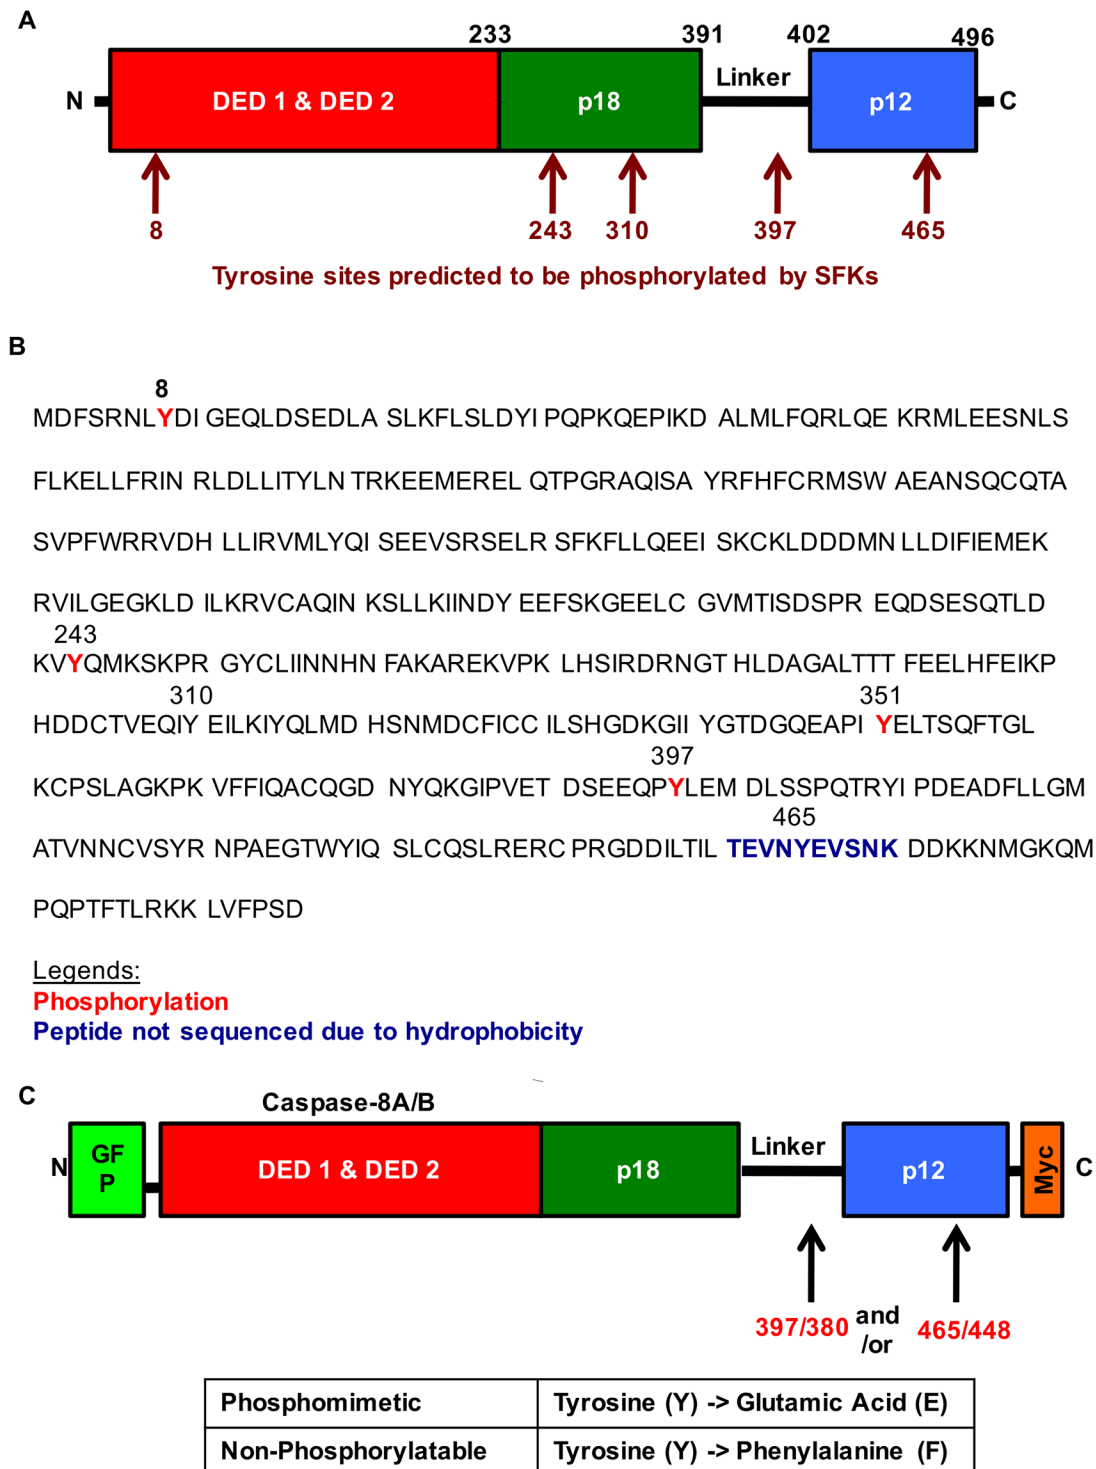 A
233 391 402 496
N DED 1 & DED 2 p18 Linker p12 C
8 243 310 397 465
Tyrosine sites predicted to be phosphorylated by SFKs
B
8
MDFSRNLYDI GEQLDSEDLA SLKFLSLDYI PQPKQEPIKD ALMLFQRLQE KRMLEESNLS
FLKELLFRIN RLDLLITYLN TRKEEMEREL QTPGRAQISA YRFHFCRMSW AEANSQCQTA
SVPFWRRVDH LLIRVMLYQI SEEVSRSELR SFKFLLQEEI SKCKLDDDMN LLDIFIEMEK
RVILGEGKLD ILKRVCAQIN KSLLKIINDY EEFSKGEELC GVMTISDSPR EQDSESQTLD
243
KVYQMKSKPR GYCLIINNHN FAKAREKVPK LHSIRDRNGT HLDAGALTTT FEELHFEIKP
310 351
HDDCTVEQIY EILKIYQLMD HSNMDCFICC ILSHGDKGII YGTDGQEAPI YELTSQFTGL
397
KCPSLAGKPK VFFIQACQGD NYQKGIPVET DSEEQPYLEM DLSSPQTRYI PDEADFLLGM
465
ATVNNCVSYR NPAEGTWYIQ SLCQSLRERC PRGDDILTIL TEVNYEVSNK DDKKNMGKQM
PQPTFTLRKK LVFPSD
Legends:
Phosphorylation
Peptide not sequenced due to hydrophobicity
C
Caspase-8A/B
N GF
P DED 1 & DED 2 p18 Linker p12 Myc C
397/380 and
/or 465/448
Phosphomimetic Tyrosine (Y) -> Glutamic Acid (E)
Non-Phosphorylatable Tyrosine (Y) -> Phenylalanine (F)